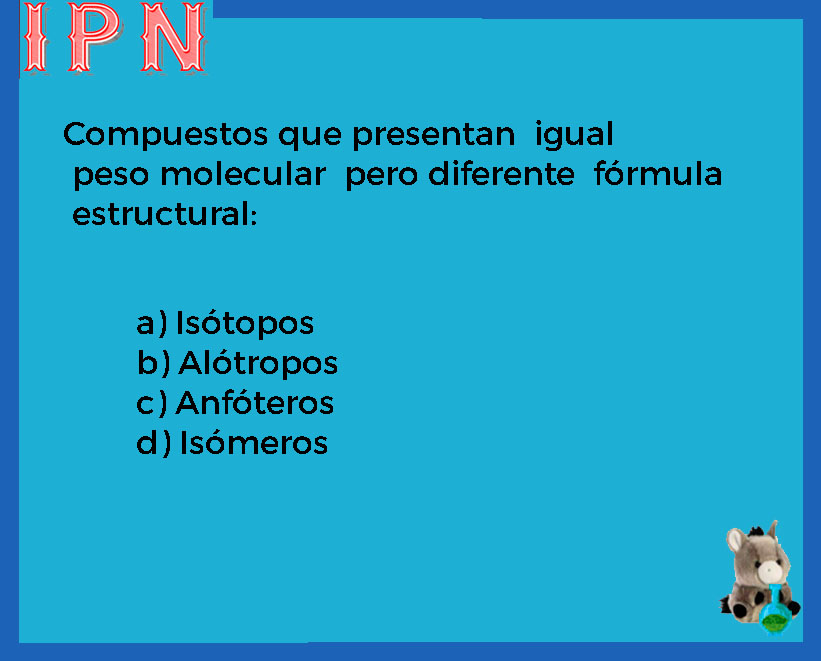 IPN
Compuestos que presentan igual
peso molecular pero diferente fórmula
estructural:
a) Isótopos
b) Alótropos
c) Anfóteros
d) Isómeros